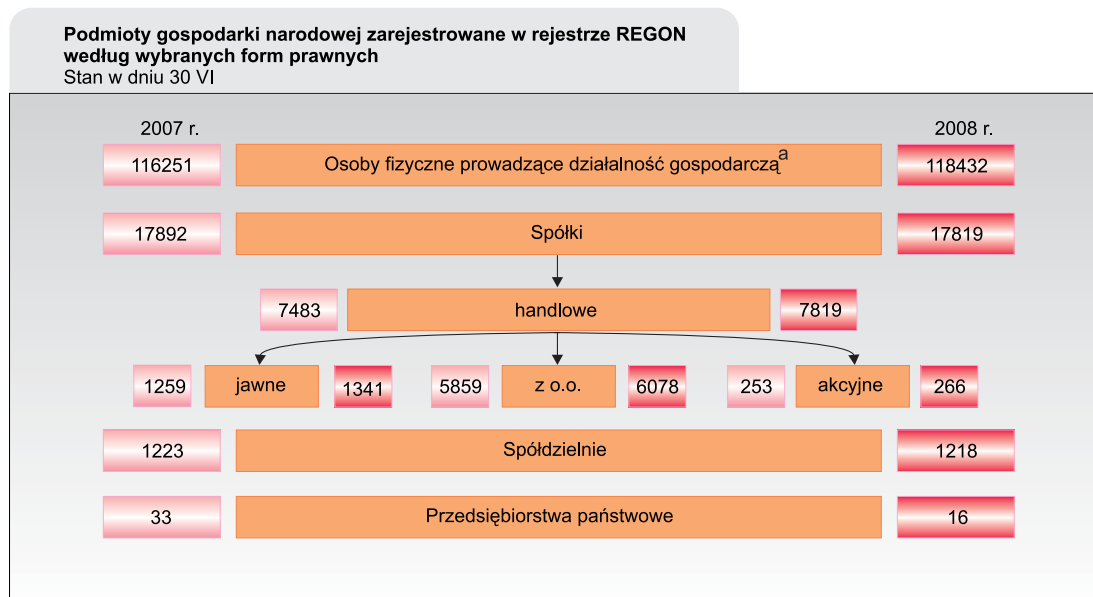 Podmioty gospodarki narodowej zarejestrowane w rejestrze REGON
według wybranych form prawnych
Stan w dniu 30 VI
2007 r. 2008 r.
116251 Osoby fizyczne prowadzące działalność gospodarczą a 118432
17892 Spółki 17819
7483 handlowe 7819
1259 jawne 1341 5859 z o.o. 6078 253 akcyjne 266
1223 Spółdzielnie 1218
33 Przedsiębiorstwa państwowe 16